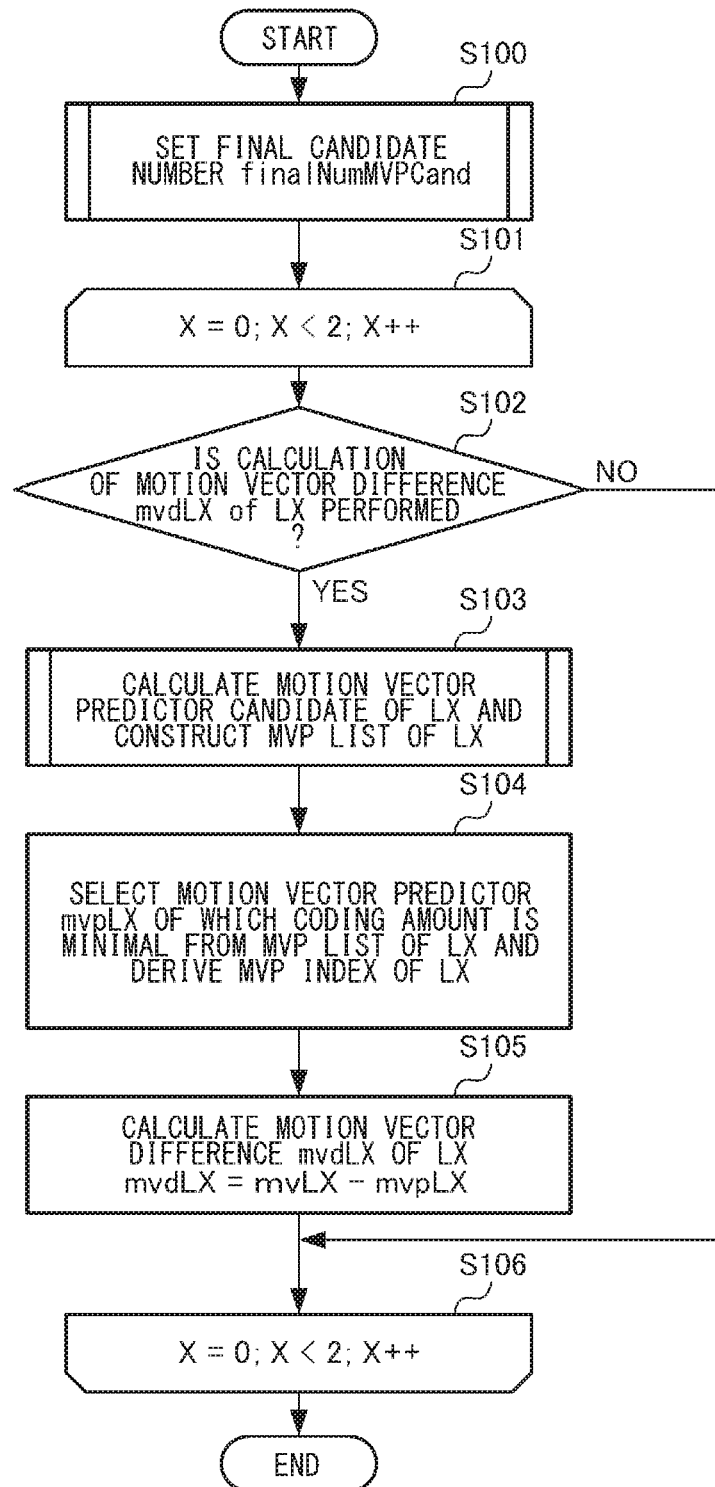 START
S100
SET FINAL CANDIDATE
NUMBER finalNumMVPCand
S101
X = 0; X < 2; X++
S102
IS CALCULATION
OF MOTION VECTOR DIFFERENCE
mvdLX of LX PERFORMED
?
NO
YES
S103
CALCULATE MOTION VECTOR
PREDICTOR CANDIDATE OF LX AND
CONSTRUCT MVP LIST OF LX
S104
SELECT MOTION VECTOR PREDICTOR
mvpLX OF WHICH CODING AMOUNT IS
MINIMAL FROM MVP LIST OF LX AND
DERIVE MVP INDEX OF LX
S105
CALCULATE MOTION VECTOR
DIFFERENCE mvdLX OF LX
mvdLX = mvLX - mvpLX
S106
X = 0; X < 2; X++
END